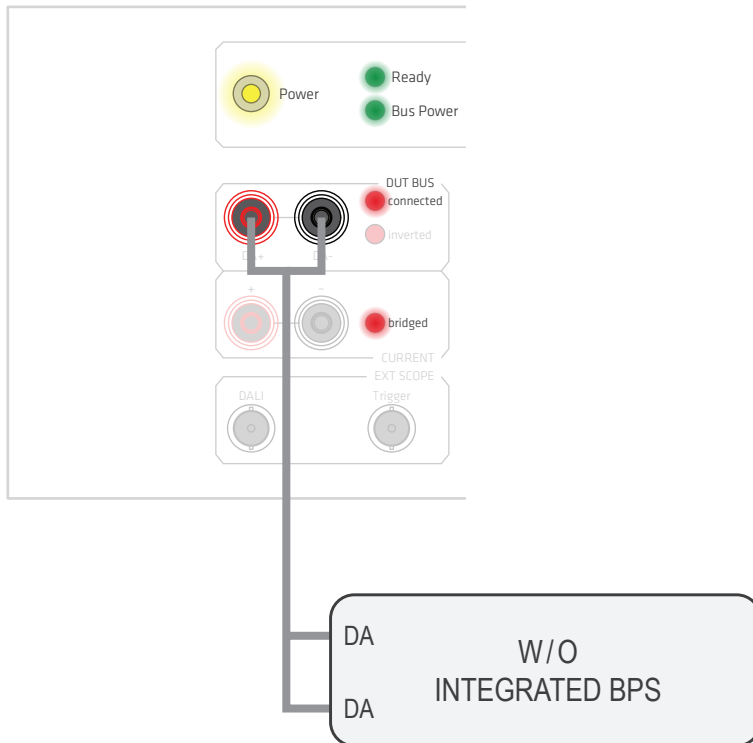 Ready
Power
Bus Power
DUT BUS
connected
inverted
DA+
DA-
+
-
bridged
CURRENT
EXT SCOPE
DALI
Trigger
DA
W/O
INTEGRATED BPS
DA